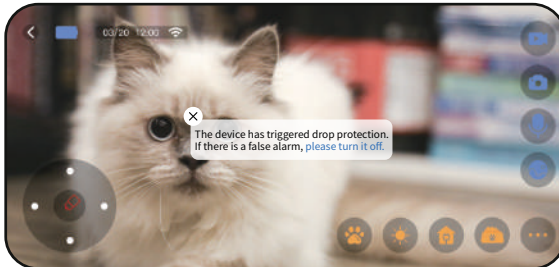 03/20 12:00
The device has triggered drop protection.
If there is a false alarm, please turn it off.